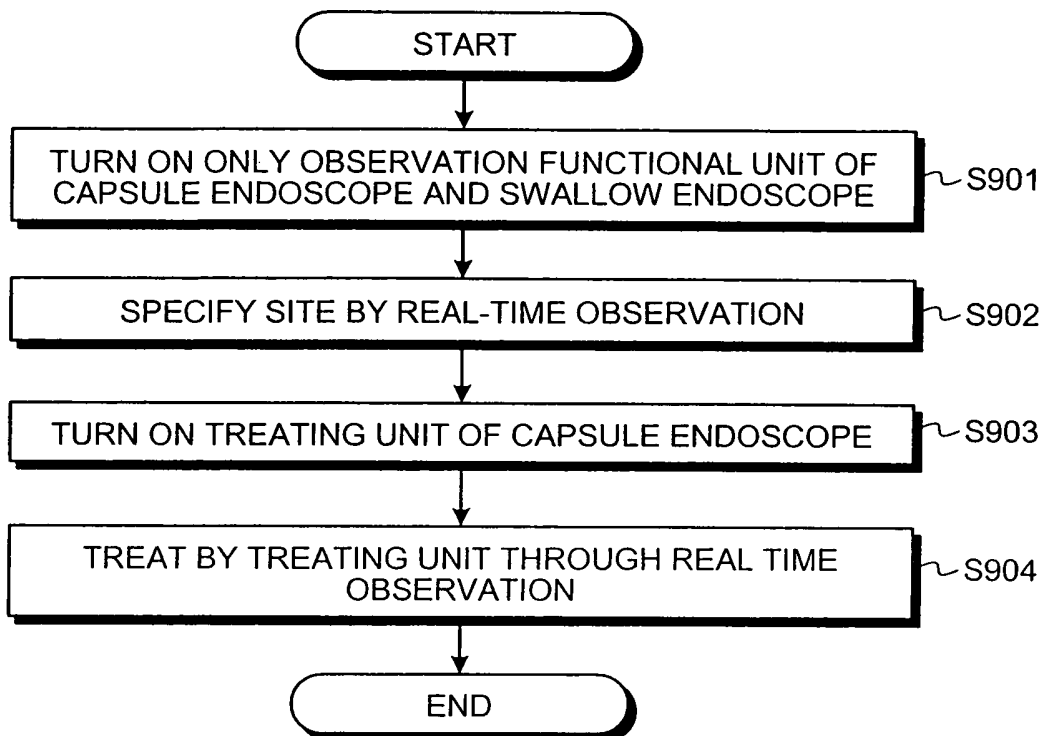 START
TURN ON ONLY OBSERVATION FUNCTIONAL UNIT OF
CAPSULE ENDOSCOPE AND SWALLOW ENDOSCOPE
S901
SPECIFY SITE BY REAL-TIME OBSERVATION
S902
TURN ON TREATING UNIT OF CAPSULE ENDOSCOPE
S903
TREAT BY TREATING UNIT THROUGH REAL TIME
OBSERVATION
S904
END